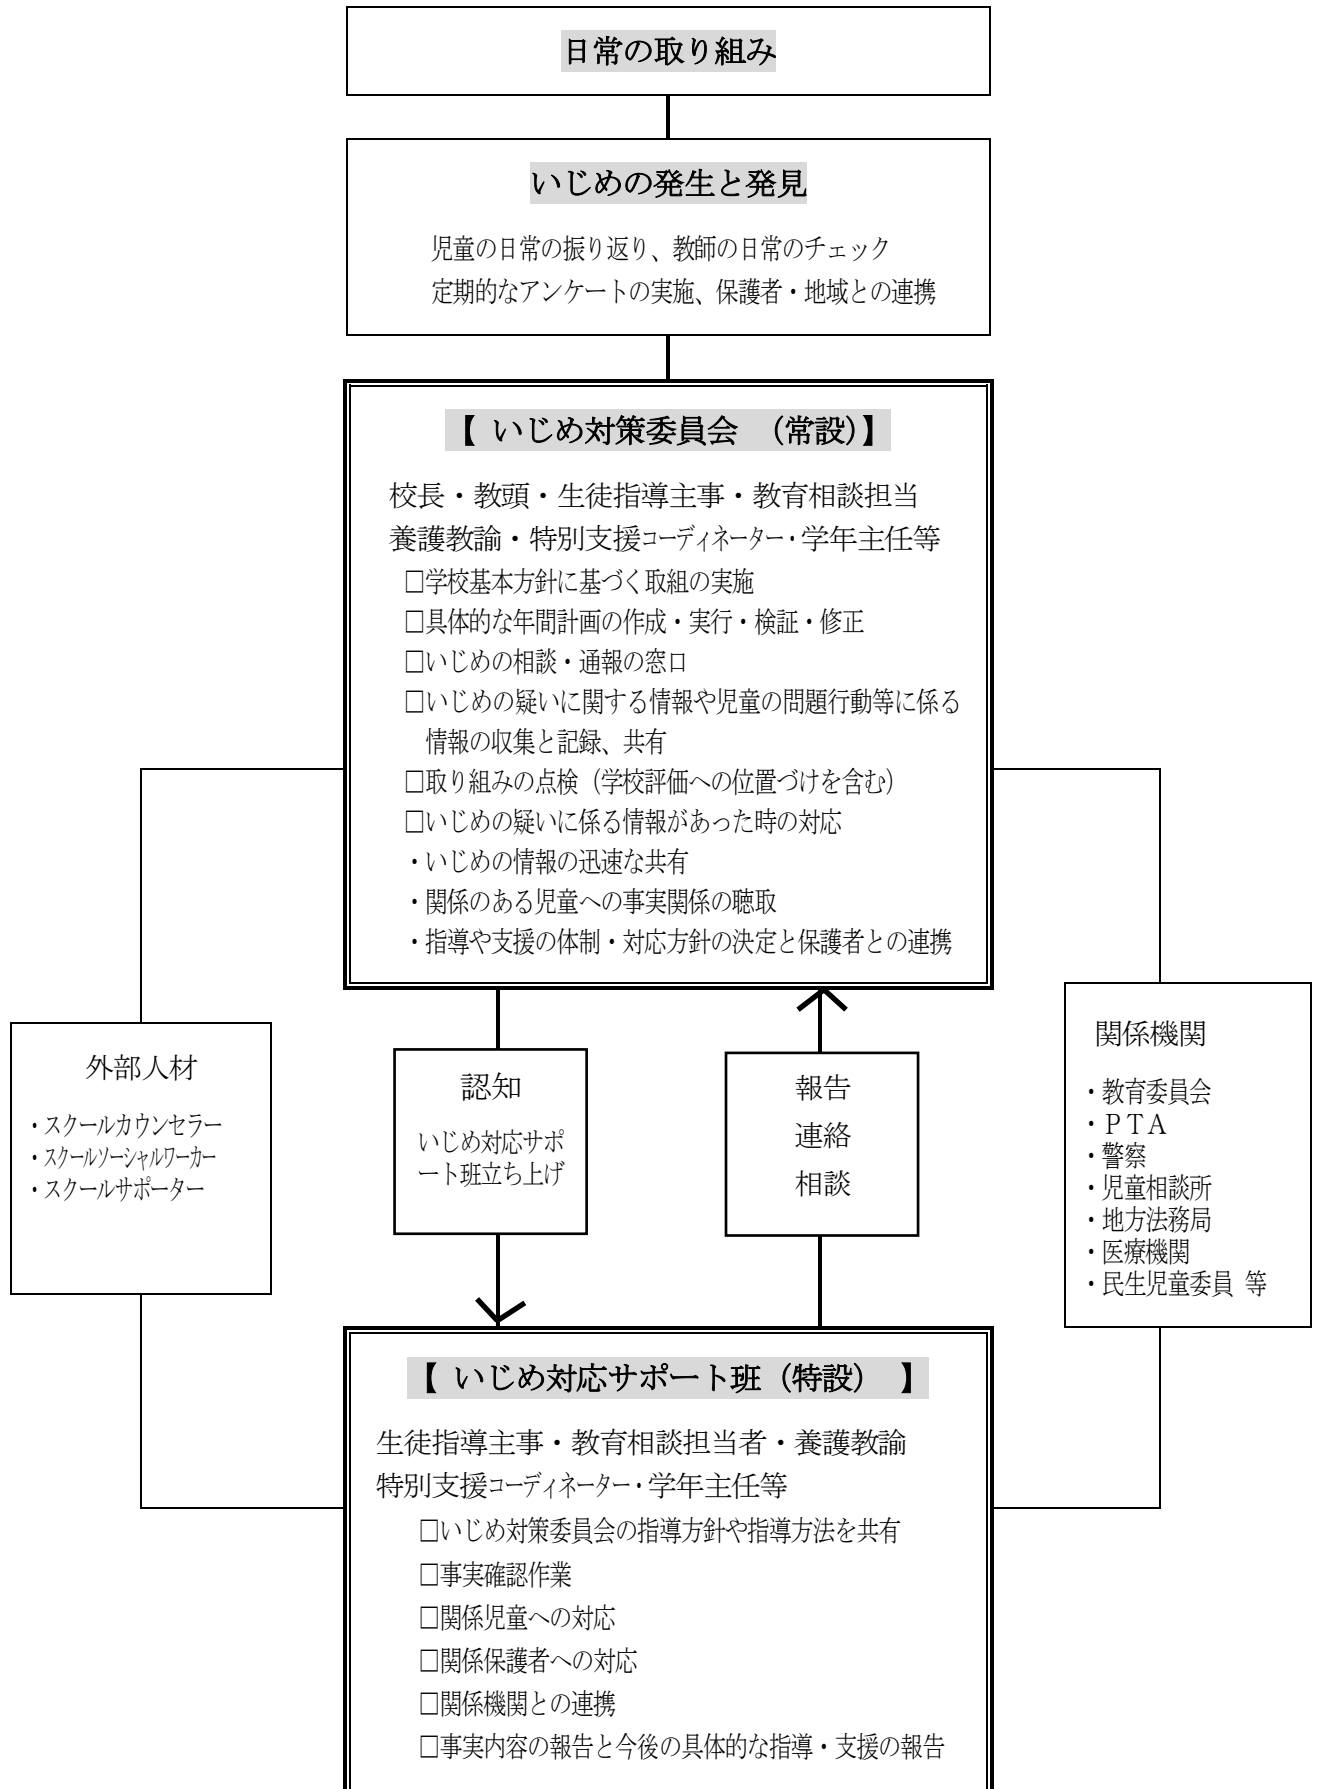 日常の取り組み
いじめの発生と発見
児童の日常の振り返り、教師の日常のチェック
定期的なアンケートの実施、保護者・地域との連携
【 いじめ対策委員会 （常設）】
校長・教頭・生徒指導主事・教育相談担当
養護教諭・特別支援コーディネーター・学年主任等
□学校基本方針に基づく取組の実施
□具体的な年間計画の作成・実行・検証・修正
□いじめの相談・通報の窓口
□いじめの疑いに関する情報や児童の問題行動等に係る
情報の収集と記録、共有
□取り組みの点検（学校評価への位置づけを含む）
□いじめの疑いに係る情報があった時の対応
・いじめの情報の迅速な共有
・関係のある児童への事実関係の聴取
・指導や支援の体制・対応方針の決定と保護者との連携
外部人材
・スクールカウンセラー
・スクールソーシャルワーカー
・スクールサポーター
認知
いじめ対応サポ
ート班立ち上げ
報告
連絡
相談
関係機関
・教育委員会
・ＰＴＡ
・警察
・児童相談所
・地方法務局
・医療機関
・民生児童委員 等
【 いじめ対応サポート班（特設） 】
生徒指導主事・教育相談担当者・養護教諭
特別支援コーディネーター・学年主任等
□いじめ対策委員会の指導方針や指導方法を共有
□事実確認作業
□関係児童への対応
□関係保護者への対応
□関係機関との連携
□事実内容の報告と今後の具体的な指導・支援の報告